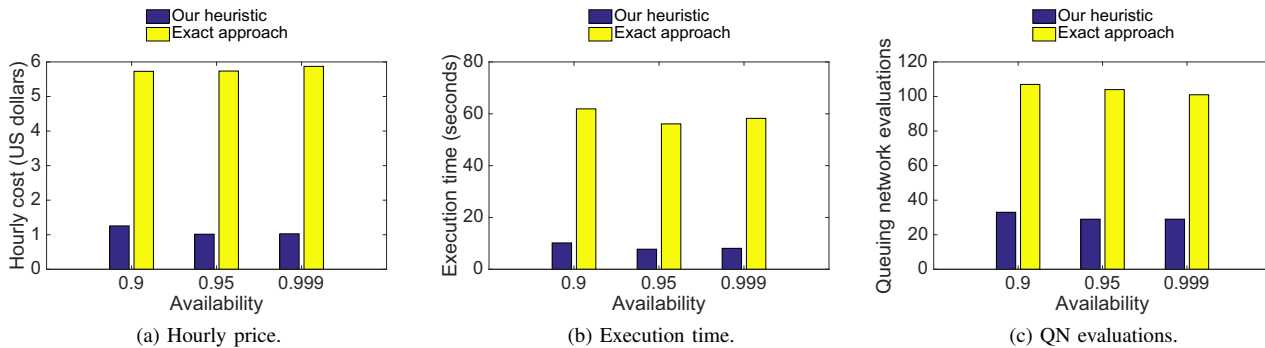 Our heuristic
Exact approach
Hourly cost (US dollars)
6
5
4
3
2
1
0
0.9 0.95 0.999
Availability
(a) Hourly price.
Our heuristic
Exact approach
Execution time (seconds)
80
60
40
20
0
0.9 0.95 0.999
Availability
(b) Execution time.
Our heuristic
Exact approach
Queuing network evaluations
120
100
80
60
40
20
0
0.9 0.95 0.999
Availability
(c) QN evaluations.